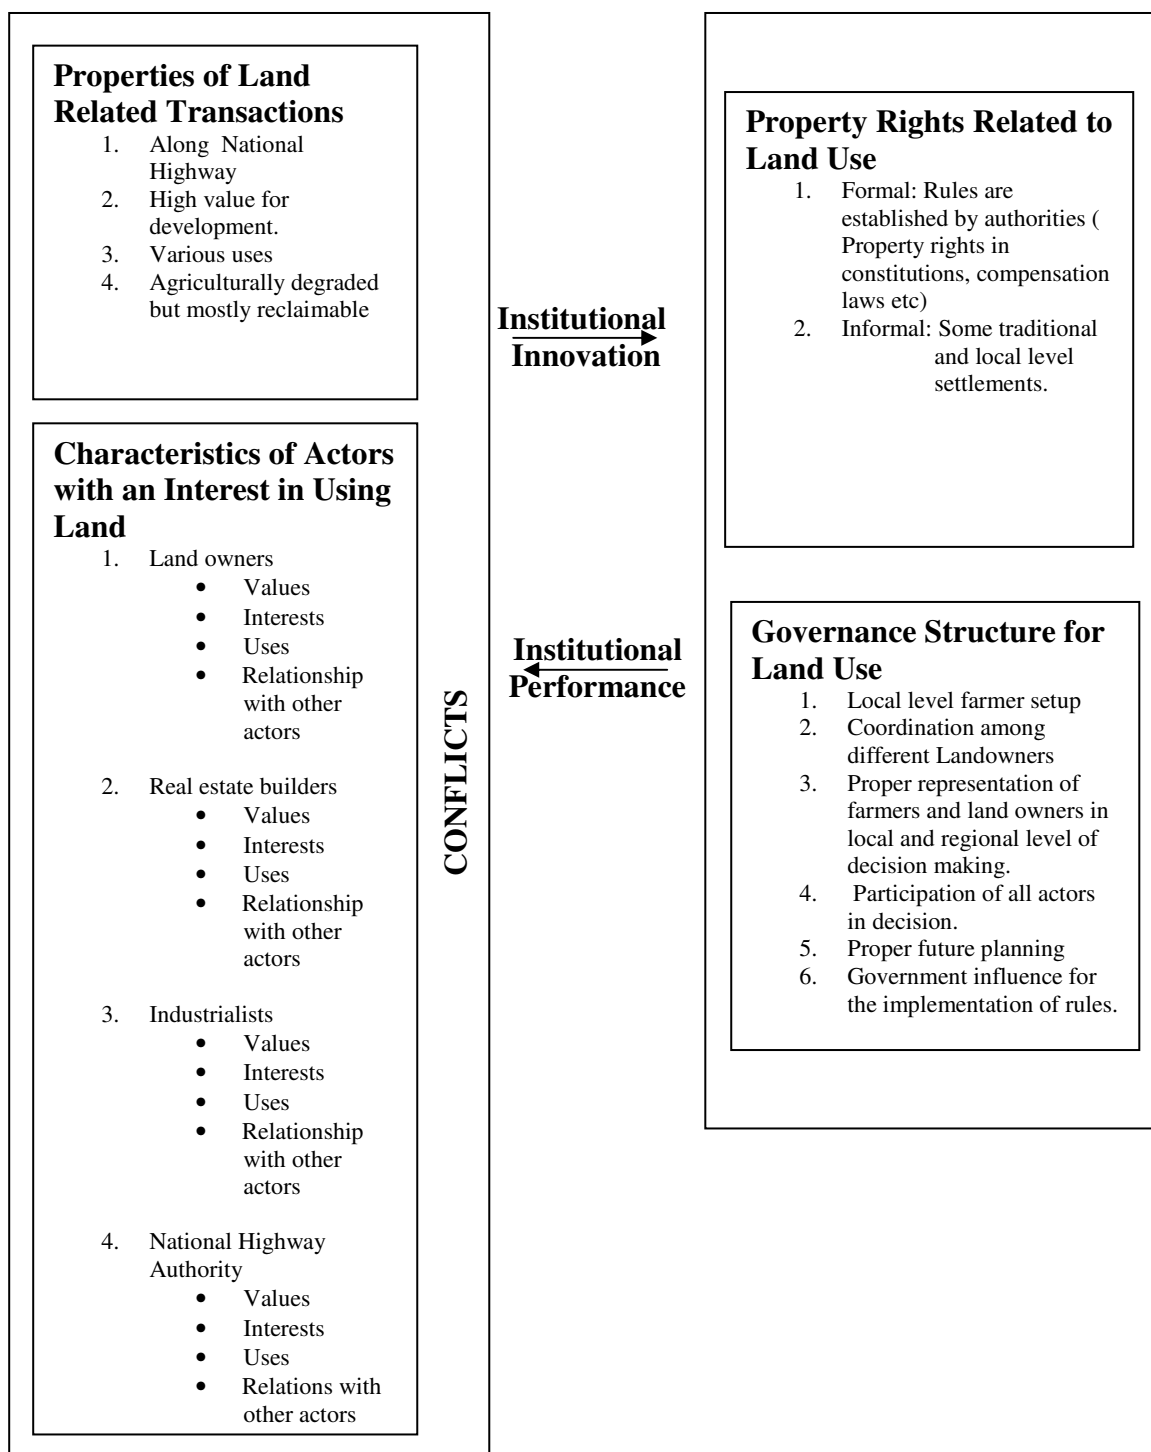 Properties of Land
Related Transactions
1. Along National
Highway
2. High value for
development.
3. Various uses
4. Agriculturally degraded
but mostly reclaimable
Characteristics of Actors
with an Interest in Using
Land
1. Land owners
• Values
• Interests
• Uses
• Relationship
with other
actors
2. Real estate builders
• Values
• Interests
• Uses
• Relationship
with other
actors
3. Industrialists
• Values
• Interests
• Uses
• Relationship
with other
actors
4. National Highway
Authority
• Values
• Interests
• Uses
• Relations with
other actors
CONFLICTS
Institutional
Innovation
Institutional
Performance
Property Rights Related to
Land Use
1. Formal: Rules are
established by authorities (
Property rights in
constitutions, compensation
laws etc)
2. Informal: Some traditional
and local level
settlements.
Governance Structure for
Land Use
1. Local level farmer setup
2. Coordination among
different Landowners
3. Proper representation of
farmers and land owners in
local and regional level of
decision making.
4. Participation of all actors
in decision.
5. Proper future planning
6. Government influence for
the implementation of rules.